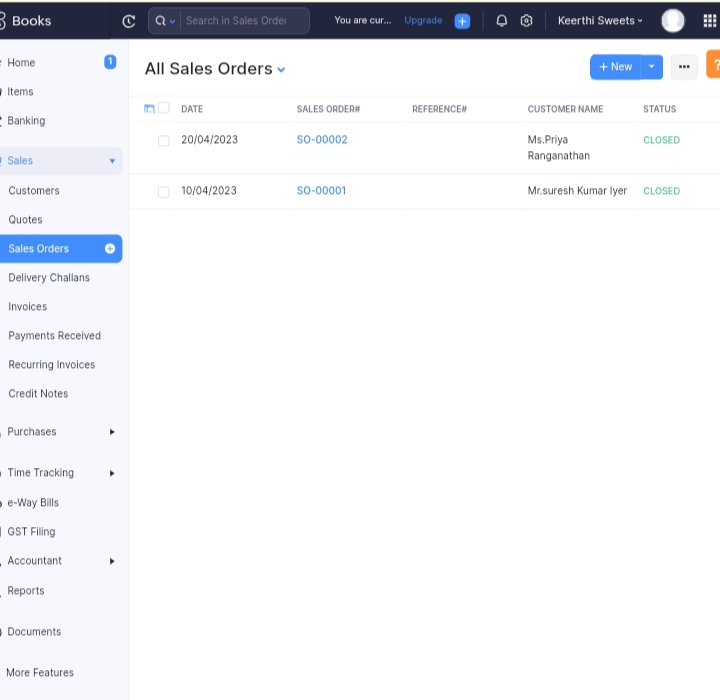 Books
Search in Sales Order
You are cur...
Upgrade
Keerthi Sweets
Home
1
Items
Banking
Sales
Customers
Quotes
Sales Orders
Delivery Challans
Invoices
Payments Received
Recurring Invoices
Credit Notes
Purchases
Time Tracking
e-Way Bills
GST Filing
Accountant
Reports
Documents
More Features
All Sales Orders
+ New
?
DATE SALES ORDER# REFERENCE# CUSTOMER NAME STATUS
20/04/2023 SO-00002 Ms.Priya CLOSED
Ranganathan
10/04/2023 SO-00001 Mr.suresh Kumar Iyer CLOSED